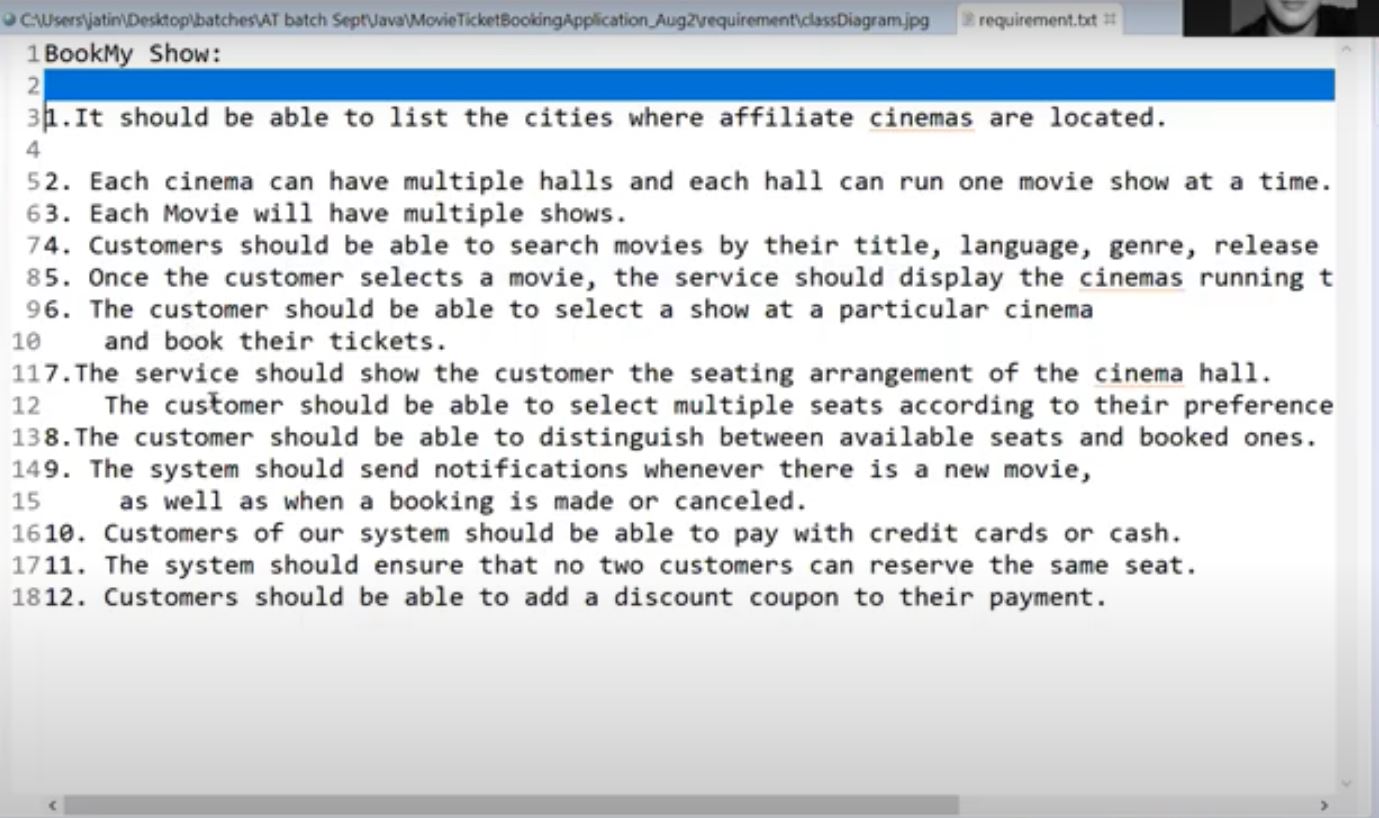 C:\Users\jatin\Desktop\batches\AT batch Sept\Java\MovieTicketBookingApplication_Aug2\requirement\classDiagram.jpg requirement.txt
1 BookMy Show:
2
3 1.It should be able to list the cities where affiliate cinemas are located.
4
5 2. Each cinema can have multiple halls and each hall can run one movie show at a time.
6 3. Each Movie will have multiple shows.
7 4. Customers should be able to search movies by their title, language, genre, release
8 5. Once the customer selects a movie, the service should display the cinemas running t
9 6. The customer should be able to select a show at a particular cinema
10 and book their tickets.
11 7.The service should show the customer the seating arrangement of the cinema hall.
12 The customer should be able to select multiple seats according to their preference
13 8.The customer should be able to distinguish between available seats and booked ones.
14 9. The system should send notifications whenever there is a new movie,
15 as well as when a booking is made or canceled.
16 10. Customers of our system should be able to pay with credit cards or cash.
17 11. The system should ensure that no two customers can reserve the same seat.
18 12. Customers should be able to add a discount coupon to their payment.